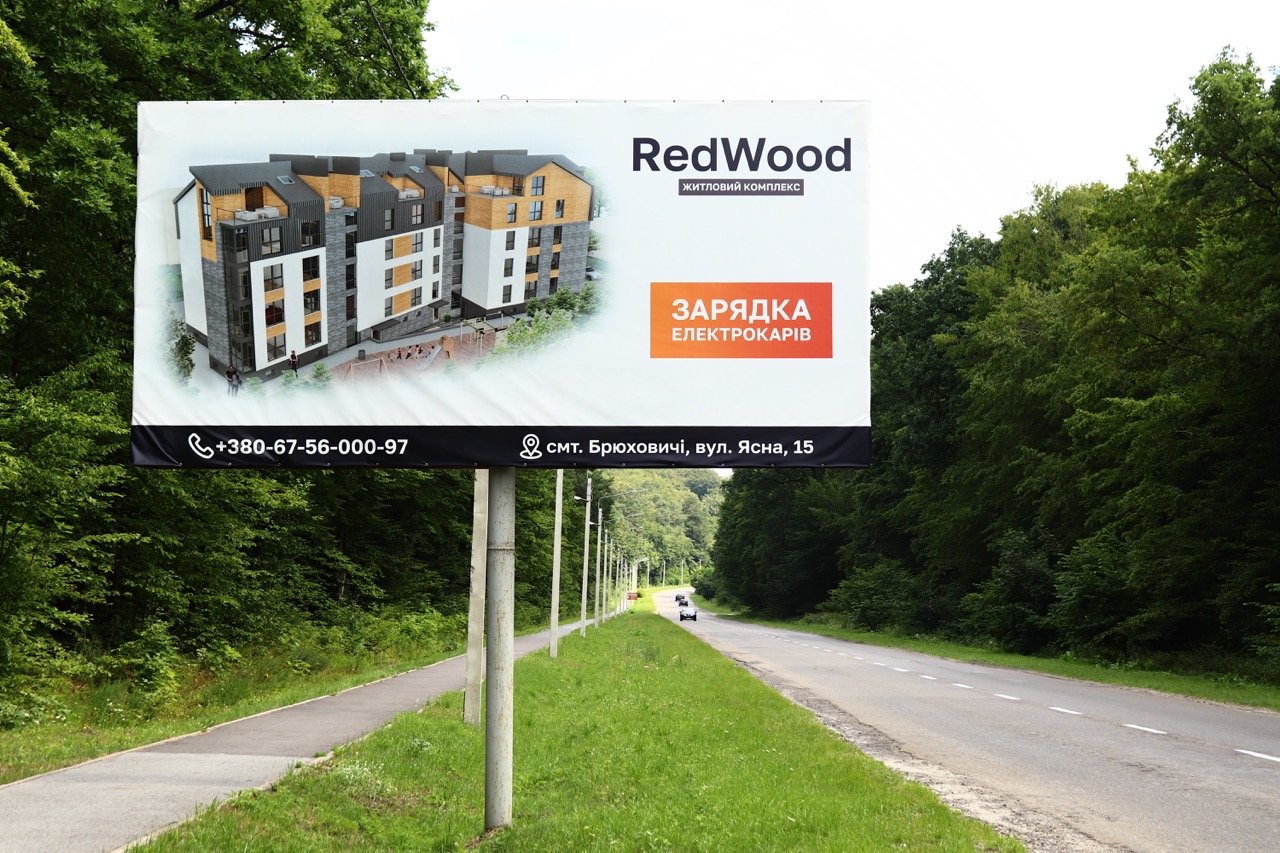 RedWood
ЖИТЛОВИЙ КОМПЛЕКС
ЗАРЯДКА
ЕЛЕКТРОКАРІВ
+380-67-56-000-97
смт. Брюховичі, вул. Ясна, 15